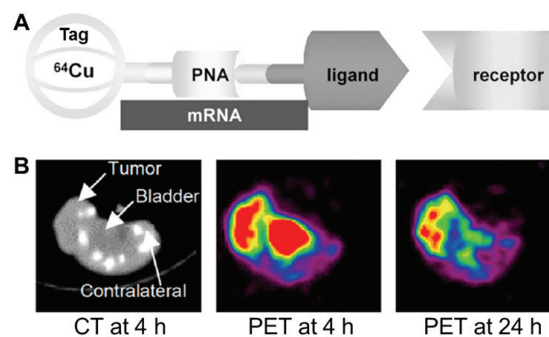 A
Tag
⁶⁴Cu
PNA
ligand
receptor
mRNA
B
Tumor
Bladder
Contralateral
CT at 4 h
PET at 4 h
PET at 24 h